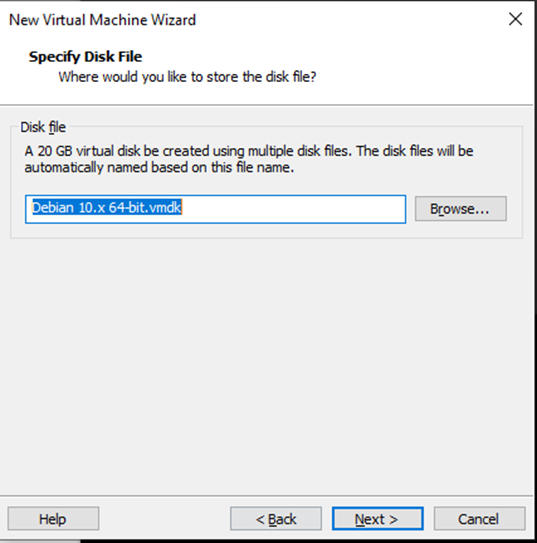 New Virtual Machine Wizard
Specify Disk File
Where would you like to store the disk file?
Disk file
A 20 GB virtual disk be created using multiple disk files. The disk files will be
automatically named based on this file name.
Debian 10.x 64-bit.vmdk
Browse...
Help
< Back
Next >
Cancel